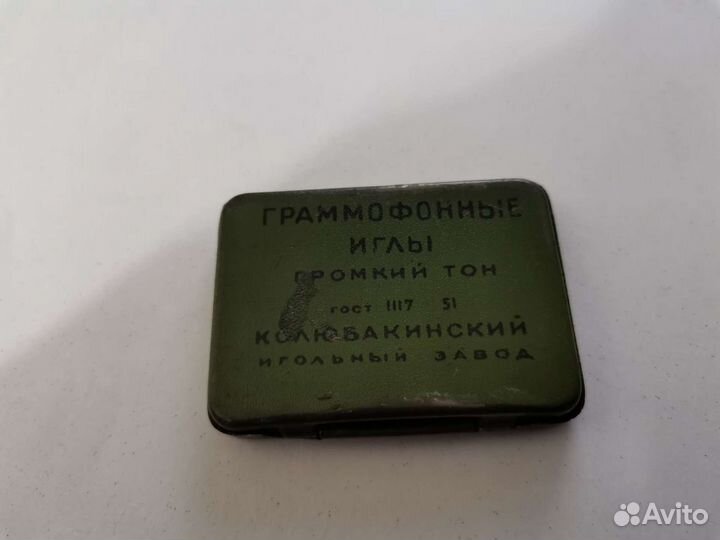 ГРАММОФОННЫЕ
ИГЛЫ
ГРОМКИЙ ТОН
ГОСТ 1117 51
КОЛЮБАКИНСКИЙ
ИГОЛЬНЫЙ ЗАВОД
Avito